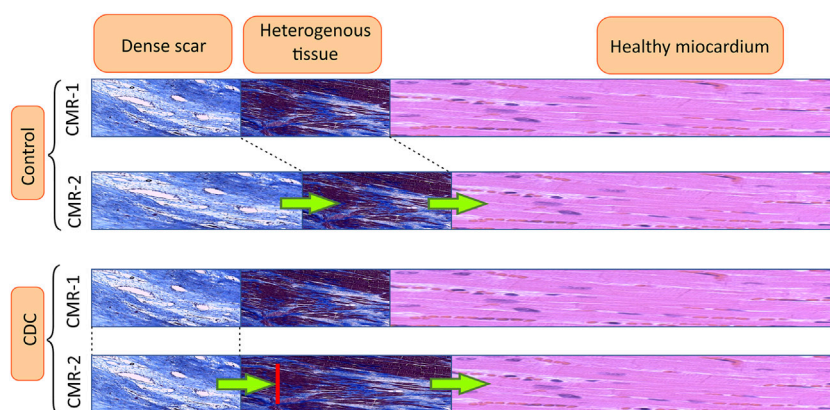 Dense scar
Heterogenous
tissue
Healthy miocardium
Control
CMR-1
CMR-2
CDC
CMR-1
CMR-2